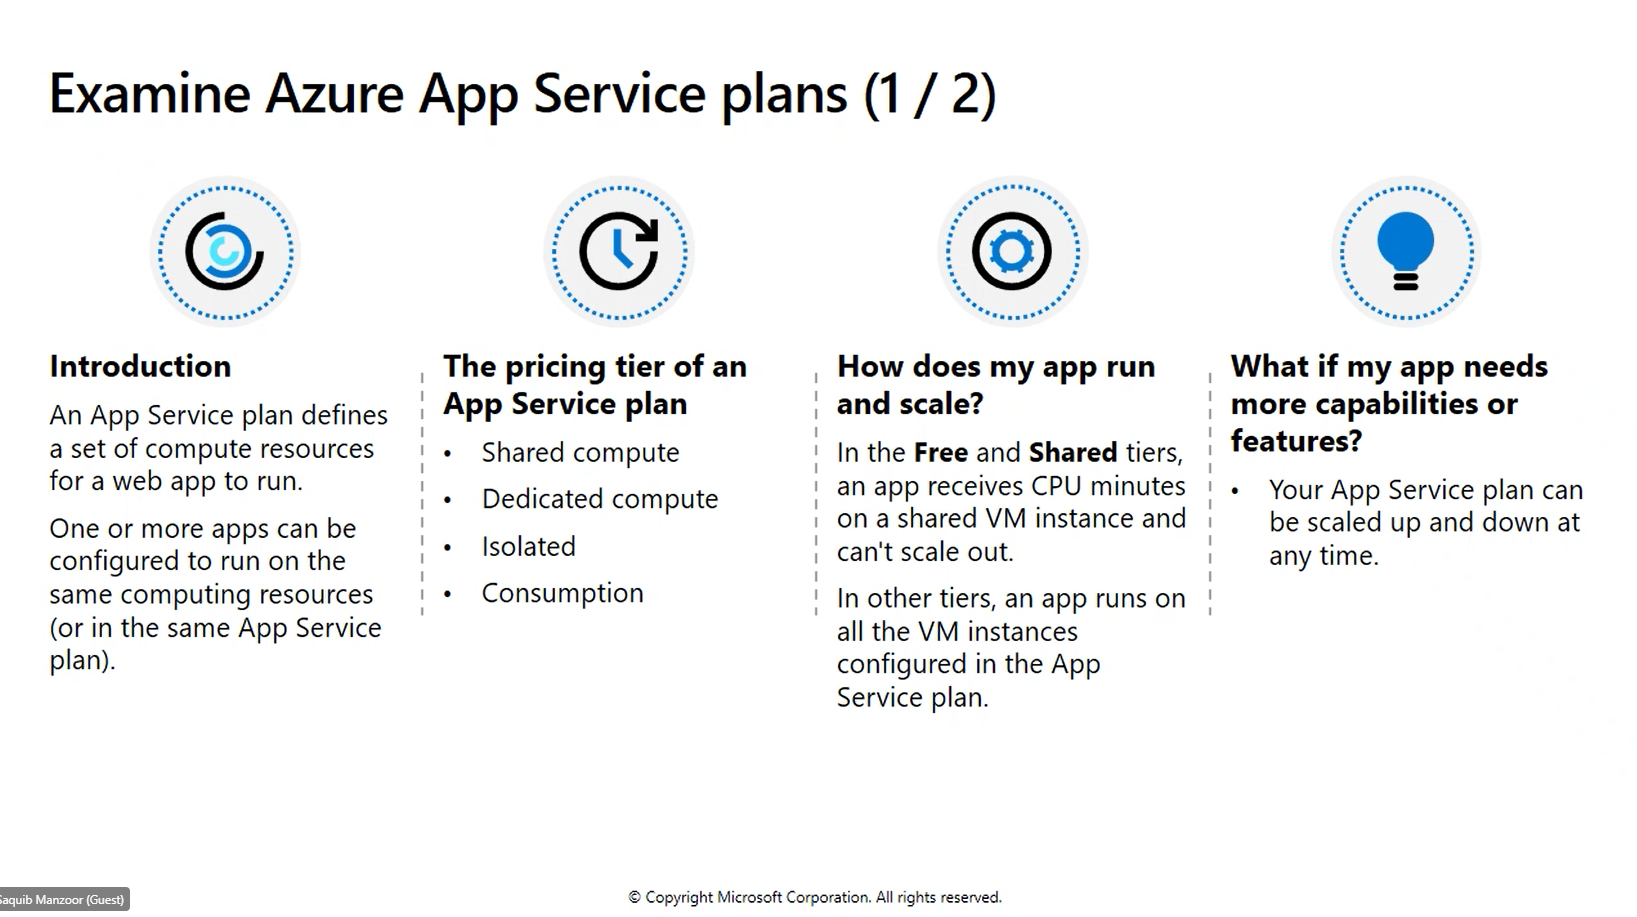 Examine Azure App Service plans (1 / 2)
Introduction
An App Service plan defines
a set of compute resources
for a web app to run.
One or more apps can be
configured to run on the
same computing resources
(or in the same App Service
plan).
The pricing tier of an
App Service plan
• Shared compute
• Dedicated compute
• Isolated
• Consumption
How does my app run
and scale?
In the Free and Shared tiers,
an app receives CPU minutes
on a shared VM instance and
can't scale out.
In other tiers, an app runs on
all the VM instances
configured in the App
Service plan.
What if my app needs
more capabilities or
features?
• Your App Service plan can
be scaled up and down at
any time.
Saquib Manzoor (Guest)
© Copyright Microsoft Corporation. All rights reserved.